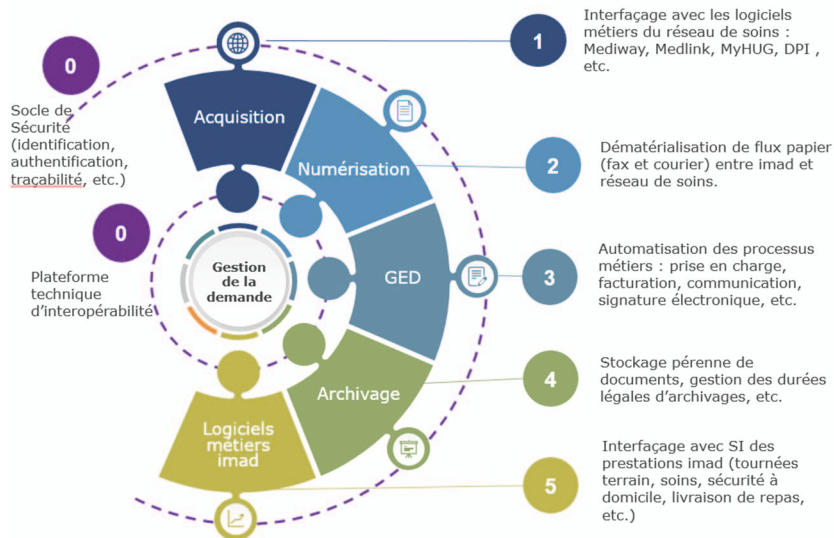 0
Socle de
Sécurité
(identification,
authentification,
traçabilité, etc.)
0
Plateforme
technique
d'interopérabilité
Gestion
de la
demande
Acquisition
Numérisation
GED
Archivage
Logiciels
métiers
imad
1
Interfaçage avec les logiciels
métiers du réseau de soins :
Mediway, Medlink, MyHUG, DPI ,
etc.
2
Dématérialisation de flux papier
(fax et courier) entre imad et
réseau de soins.
3
Automatisation des processus
métiers : prise en charge,
facturation, communication,
signature électronique, etc.
4
Stockage pérenne de
documents, gestion des durées
légales d'archivages, etc.
5
Interfaçage avec SI des
prestations imad (tournées
terrain, soins, sécurité à
domicile, livraison de repas,
etc.)